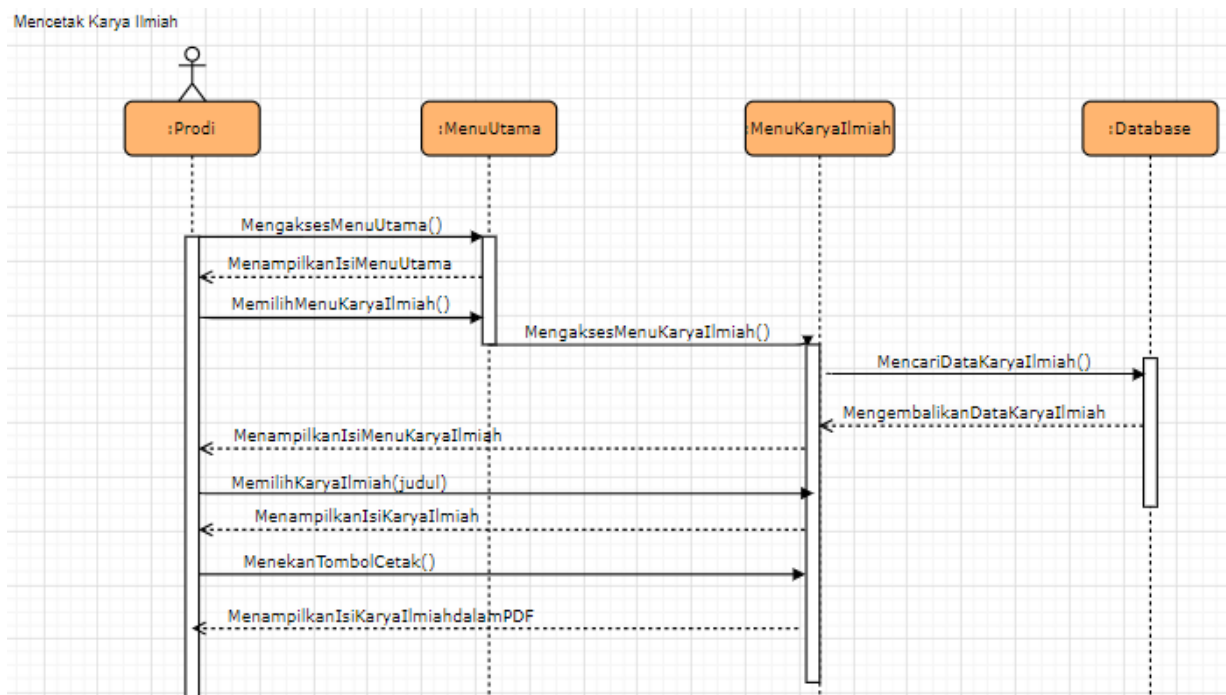 Mencetak Karya Ilmiah
:Prodi
:MenuUtama
:MenuKaryaIlmiah
:Database
MengaksesMenuUtama()
MenampilkanIsiMenuUtama
MemilihMenuKaryaIlmiah()
MengaksesMenuKaryaIlmiah()
MencariDataKaryaIlmiah()
MengembalikanDataKaryaIlmiah
MenampilkanIsiMenuKaryaIlmiah
MemilihKaryaIlmiah(judul)
MenampilkanIsiKaryaIlmiah
MenekanTombolCetak()
MenampilkanIsiKaryaIlmiahdalamPDF